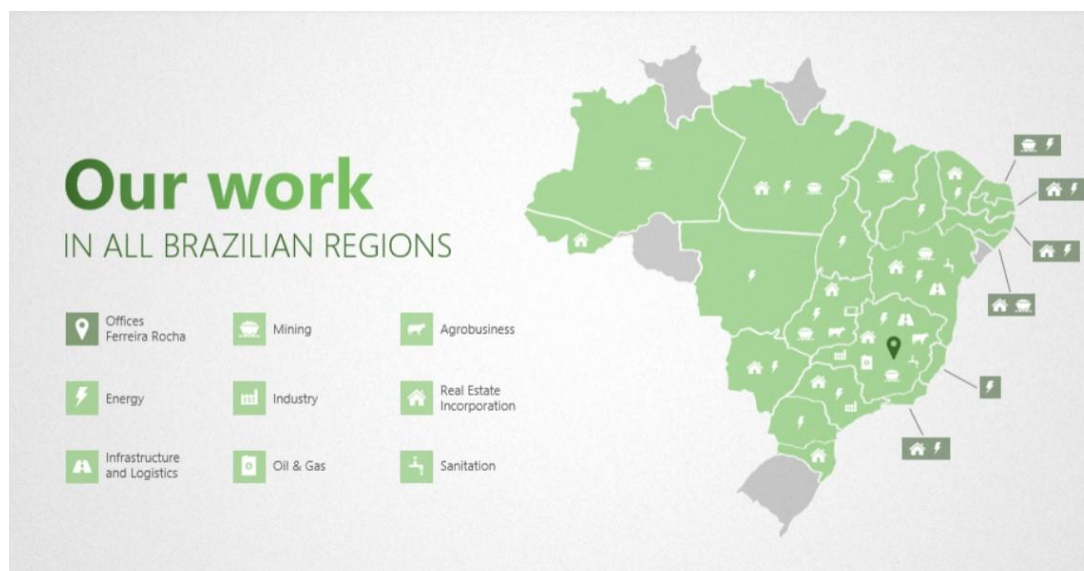 Our work
IN ALL BRAZILIAN REGIONS
Offices
Ferreira Rocha
Mining
Agrobusiness
Energy
Industry
Real Estate
Incorporation
Infrastructure
and Logistics
Oil & Gas
Sanitation